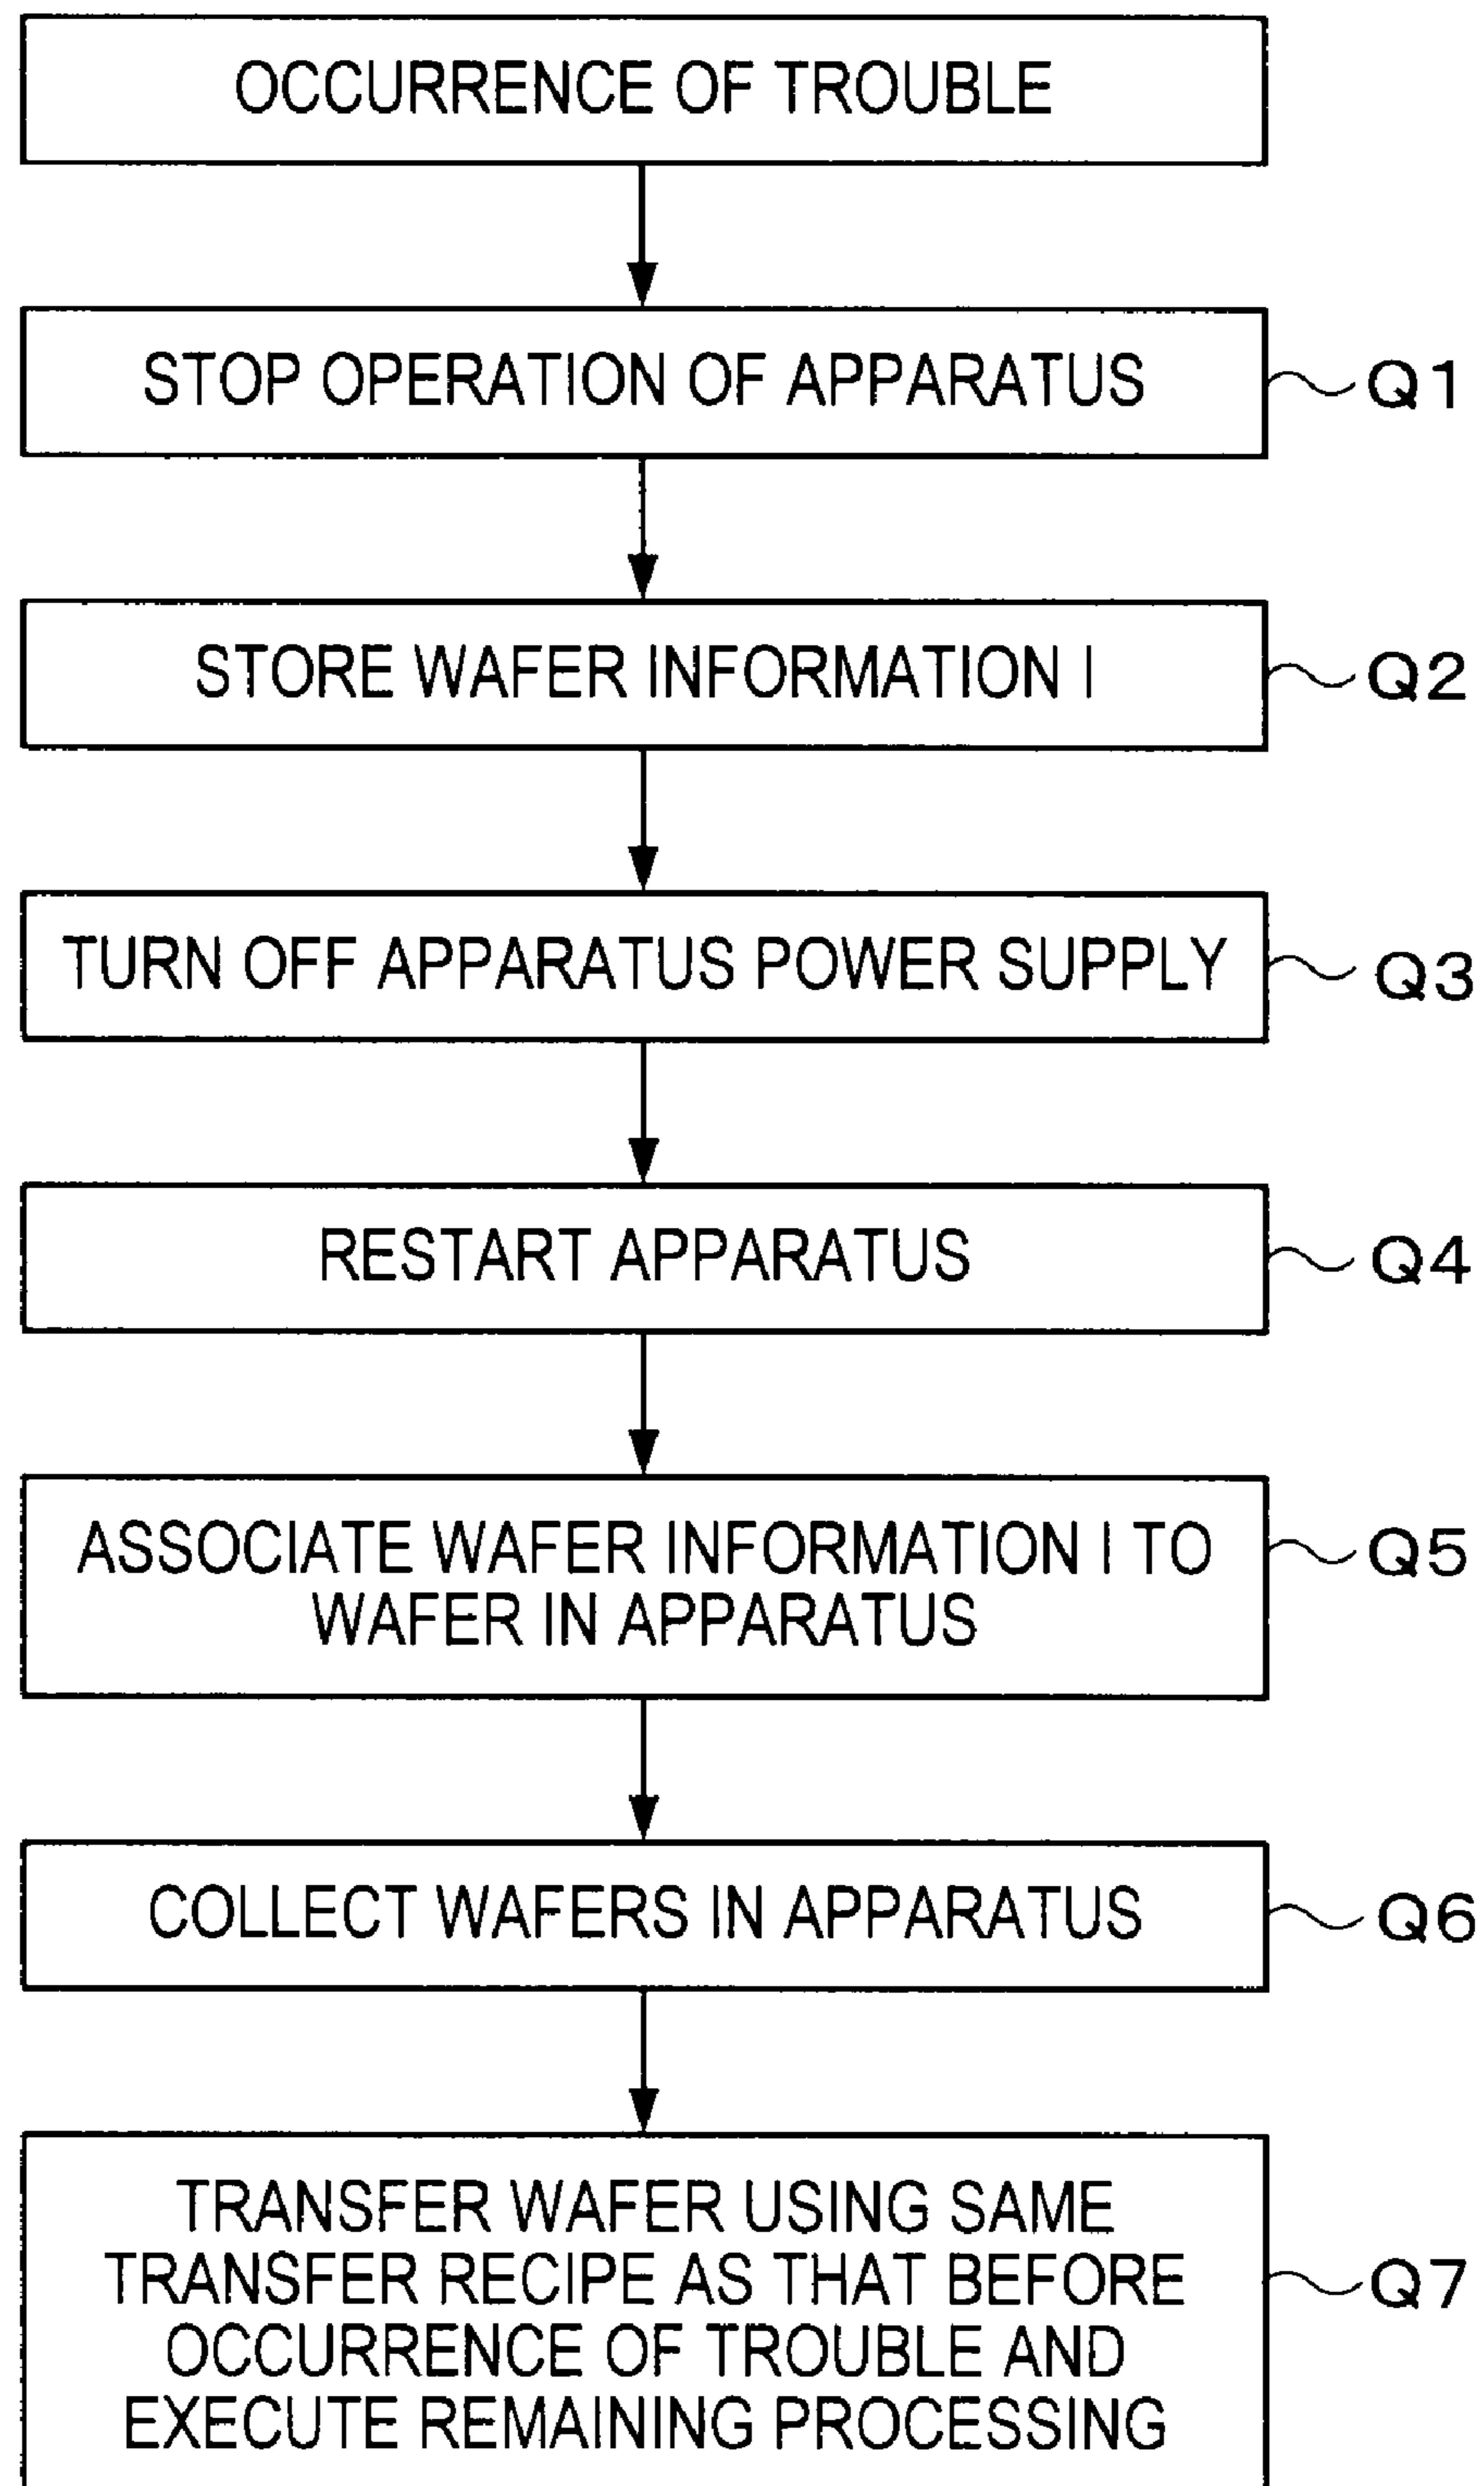 OCCURRENCE OF TROUBLE
STOP OPERATION OF APPARATUS
Q1
STORE WAFER INFORMATION I
Q2
TURN OFF APPARATUS POWER SUPPLY
Q3
RESTART APPARATUS
Q4
ASSOCIATE WAFER INFORMATION I TO
WAFER IN APPARATUS
Q5
COLLECT WAFERS IN APPARATUS
Q6
TRANSFER WAFER USING SAME
TRANSFER RECIPE AS THAT BEFORE
OCCURRENCE OF TROUBLE AND
EXECUTE REMAINING PROCESSING
Q7